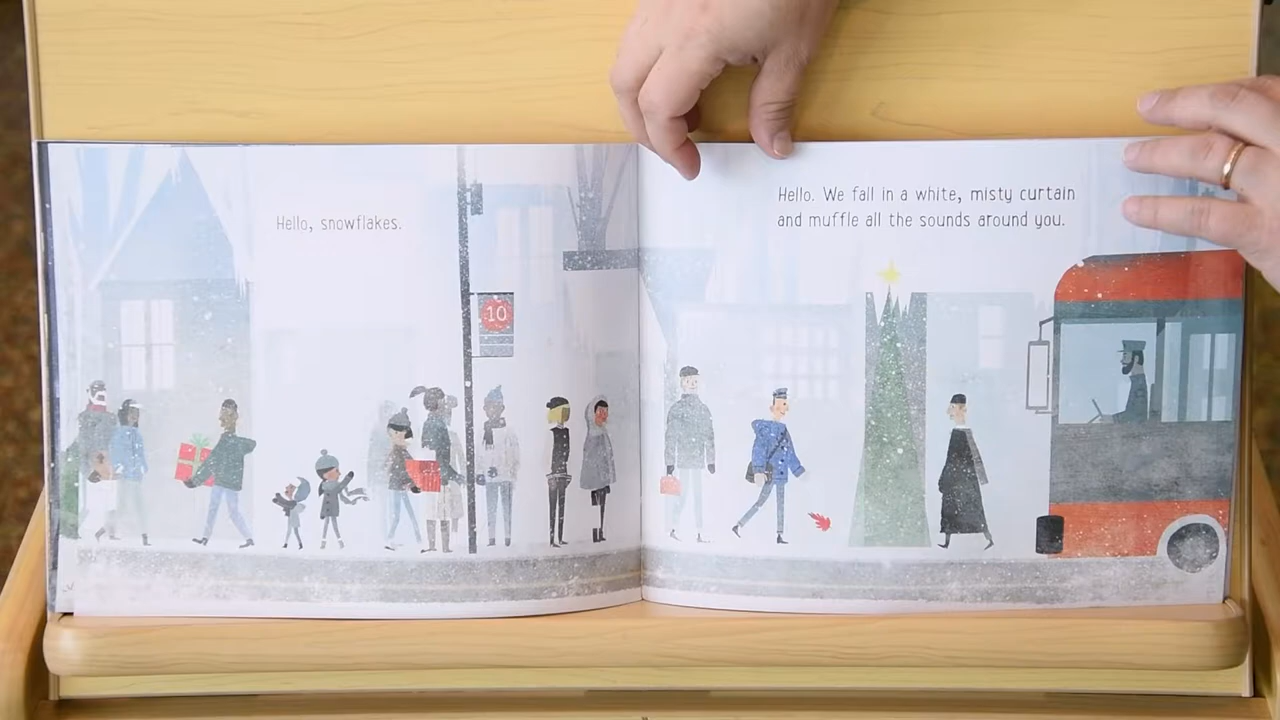 Hello, snowflakes.
10
Hello. We fall in a white, misty curtain
and muffle all the sounds around you.